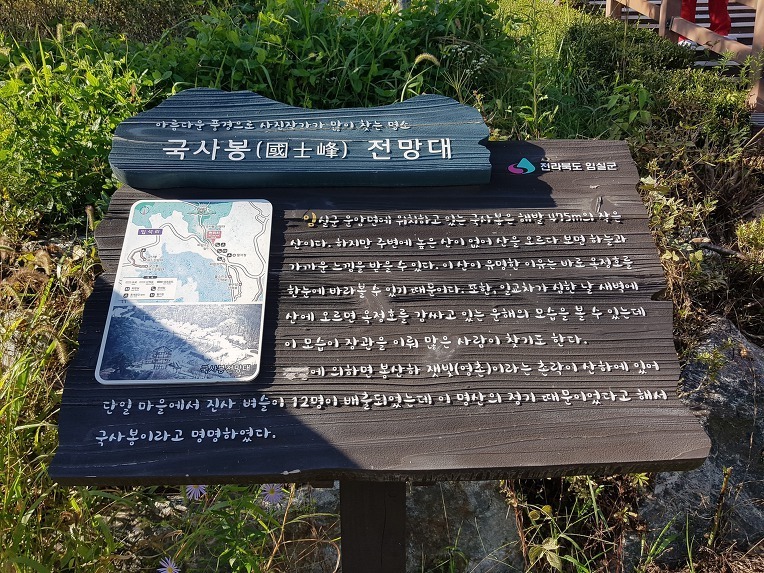 아름다운 풍경으로 사진작가가 많이 찾는 명소
국사봉(國士峰) 전망대
전라북도 임실군
임실군 운암면에 위치하고 있는 국사봉은 해발 475m의 작은
산이다. 하지만 주변에 높은 산이 없어 산을 오르다 보면 하늘과
가까운 느낌을 받을 수 있다. 이 산이 유명한 이유는 바로 옥정호를
한눈에 바라볼 수 있기 때문이다. 또한, 일교차가 심한 날 새벽에
산에 오르면 옥정호를 감싸고 있는 운해의 모습을 볼 수 있는데
이 모습이 장관을 이뤄 많은 사람이 찾기도 한다.
에 의하면 봉산하 잿빛(영촌)이라는 촌락이 산하에 있어
단일 마을에서 진사 벼슬이 12명이 배출되었는데 이 명산의 정기 때문이었다고 해서
국사봉이라고 명명하였다.
국사봉전망대